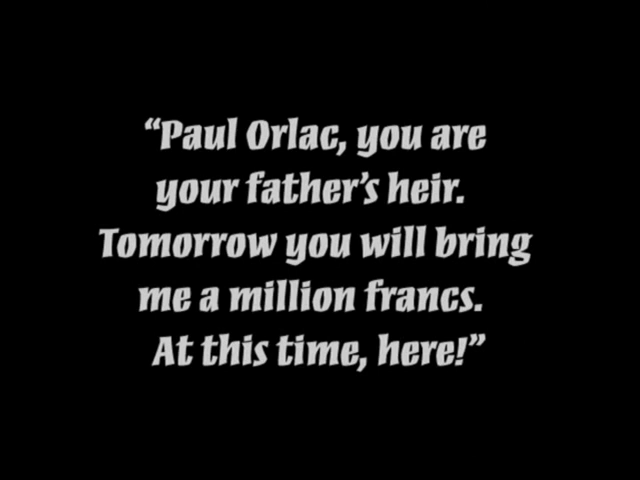 “Paul Orlac, you are
your father’s heir.
Tomorrow you will bring
me a million francs.
At this time, here!”